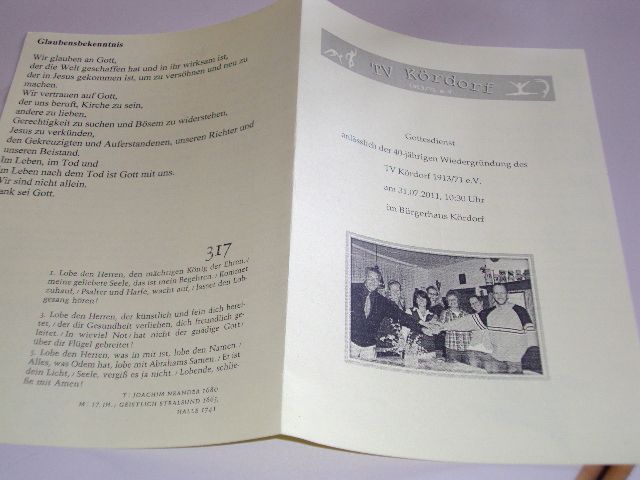 Glaubensbekenntnis
Wir glauben an Gott,
der die Welt geschaffen hat und in ihr wirksam ist,
der in Jesus gekommen ist, um zu versöhnen und neu zu
machen.
Wir vertrauen auf Gott,
der uns beruft, Kirche zu sein,
andere zu lieben,
Gerechtigkeit zu suchen und Bösem zu widerstehen,
Jesus zu verkünden,
den Gekreuzigten und Auferstandenen, unseren Richter und
unseren Beistand.
Im Leben, im Tod und
im Leben nach dem Tod ist Gott mit uns.
Wir sind nicht allein.
ank sei Gott.
317
1. Lobe den Herren, den mächtigen König der Ehren, /
meine geliebete Seele, das ist mein Begehren. / Kommet
zuhauf, / Psalter und Harfe, wacht auf, / lasset den Lob-
gesang hören!
3. Lobe den Herren, der künstlich und fein dich berei-
tet, / der dir Gesundheit verliehen, dich freundlich ge-
leitet. / In wieviel Not / hat nicht der gnädige Gott /
über dir Flügel gebreitet!
5. Lobe den Herren, was in mir ist, lobe den Namen. /
Alles, was Odem hat, lobe mit Abrahams Samen. / Er ist
dein Licht, / Seele, vergiß es ja nicht. / Lobende, schlie-
ße mit Amen!
T: JOACHIM NEANDER 1680
M: 17. JH.; GEISTLICH STRALSUND 1665,
HALLE 1741
TV Kördorf
1913/71 e.V.
Gottesdienst
anlässlich der 40-jährigen Wiedergründung des
TV Kördorf 1913/71 e.V.
am 31.07.2011, 10:30 Uhr
im Bürgerhaus Kördorf